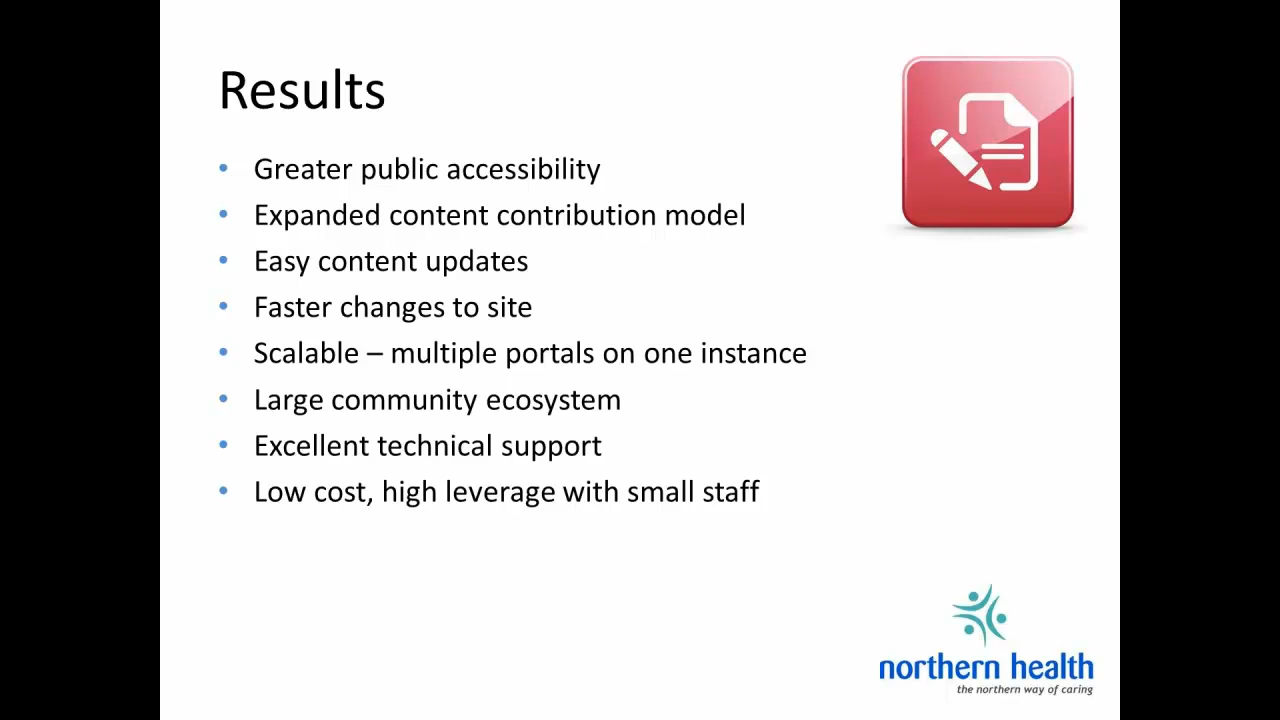 Results
• Greater public accessibility
• Expanded content contribution model
• Easy content updates
• Faster changes to site
• Scalable – multiple portals on one instance
• Large community ecosystem
• Excellent technical support
• Low cost, high leverage with small staff
northern health
the northern way of caring